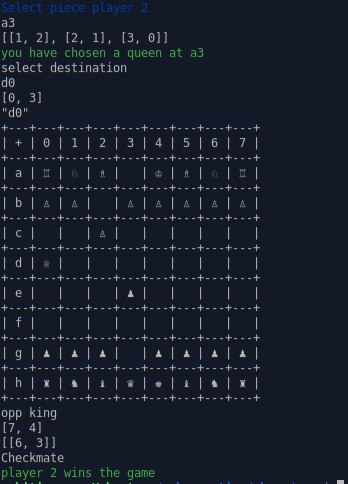 Select piece player 2
a3
[[1, 2], [2, 1], [3, 0]]
you have chosen a queen at a3
select destination
d0
[0, 3]
"d0"
+---+---+---+---+---+---+---+---+---+
| + | 0 | 1 | 2 | 3 | 4 | 5 | 6 | 7 |
+---+---+---+---+---+---+---+---+---+
| a | ♖ | ♘ | ♗ |   | ♔ | ♗ | ♘ | ♖ |
+---+---+---+---+---+---+---+---+---+
| b | ♙ | ♙ |   | ♙ | ♙ | ♙ | ♙ | ♙ |
+---+---+---+---+---+---+---+---+---+
| c |   |   | ♙ |   |   |   |   |   |
+---+---+---+---+---+---+---+---+---+
| d | ♕ |   |   |   |   |   |   |   |
+---+---+---+---+---+---+---+---+---+
| e |   |   |   | ♟ |   |   |   |   |
+---+---+---+---+---+---+---+---+---+
| f |   |   |   |   |   |   |   |   |
+---+---+---+---+---+---+---+---+---+
| g | ♟ | ♟ | ♟ |   | ♟ | ♟ | ♟ | ♟ |
+---+---+---+---+---+---+---+---+---+
| h | ♜ | ♞ | ♝ | ♛ | ♚ | ♝ | ♞ | ♜ |
+---+---+---+---+---+---+---+---+---+
opp king
[7, 4]
[[6, 3]]
Checkmate
player 2 wins the game